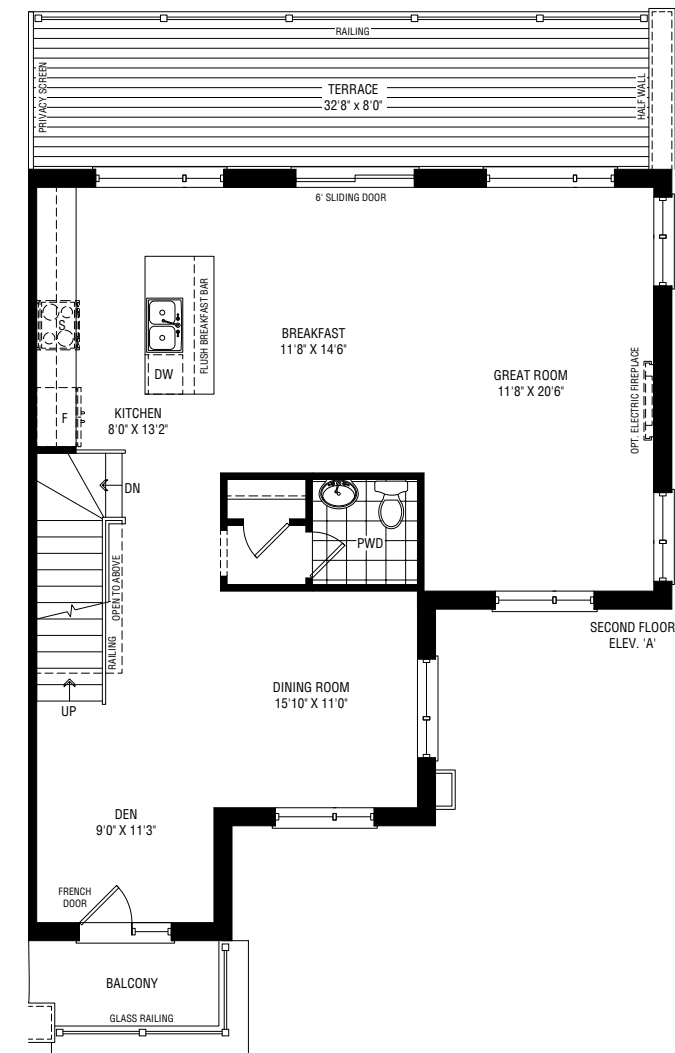 RAILING
PRIVACY SCREEN
TERRACE
32'8" x 8'0"
HALF WALL
6' SLIDING DOOR
S
FLUSH BREAKFAST BAR
DW
BREAKFAST
11'8" X 14'6"
GREAT ROOM
11'8" X 20'6"
OPT. ELECTRIC FIREPLACE
F
KITCHEN
8'0" X 13'2"
DN
PWD
OPEN TO ABOVE
RAILING
SECOND FLOOR
ELEV. 'A'
UP
DINING ROOM
15'10" X 11'0"
DEN
9'0" X 11'3"
FRENCH
DOOR
BALCONY
GLASS RAILING